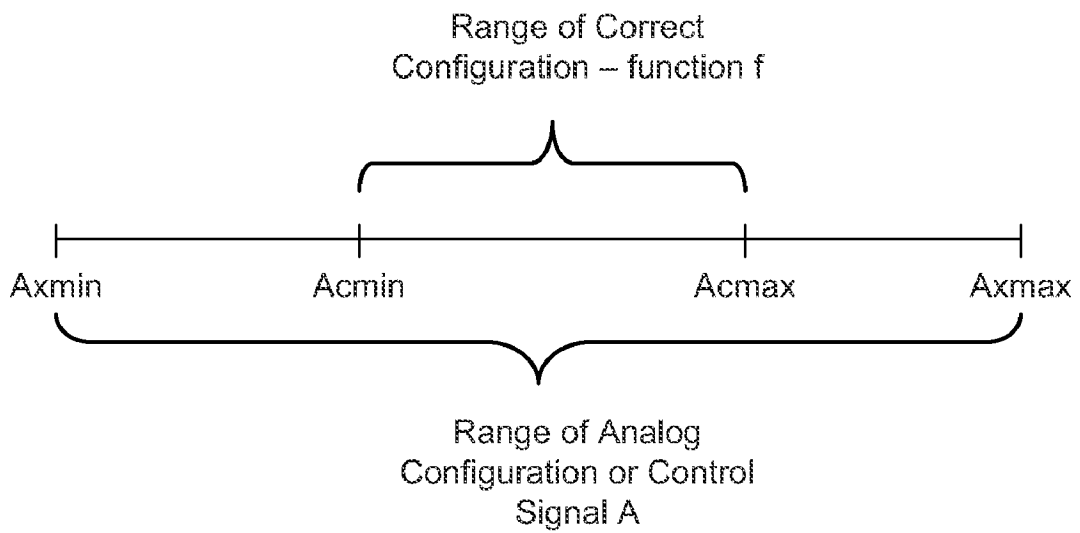 Range of Correct
Configuration – function f
Axmin
Acmin
Acmax
Axmax
Range of Analog
Configuration or Control
Signal A